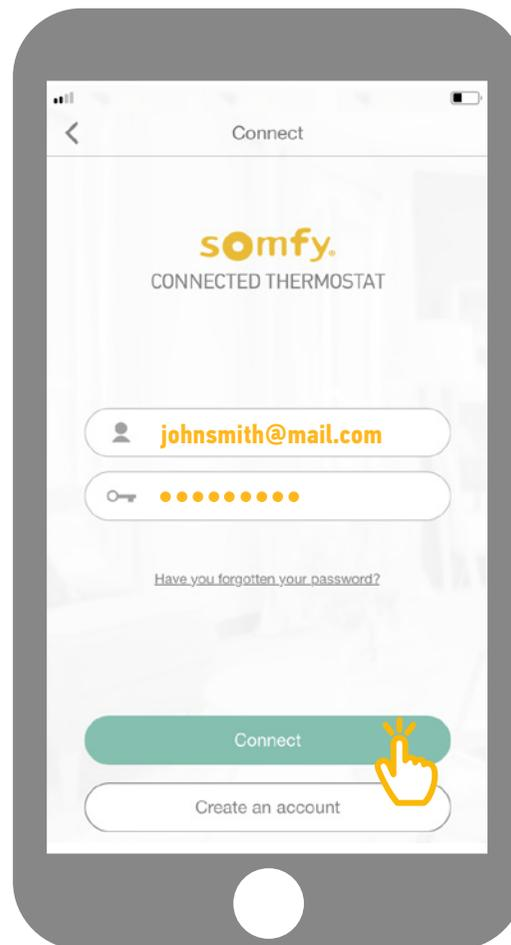 Connect
somfy.
CONNECTED THERMOSTAT
johnsmith@mail.com
●●●●●●●●●
Have you forgotten your password?
Connect
Create an account